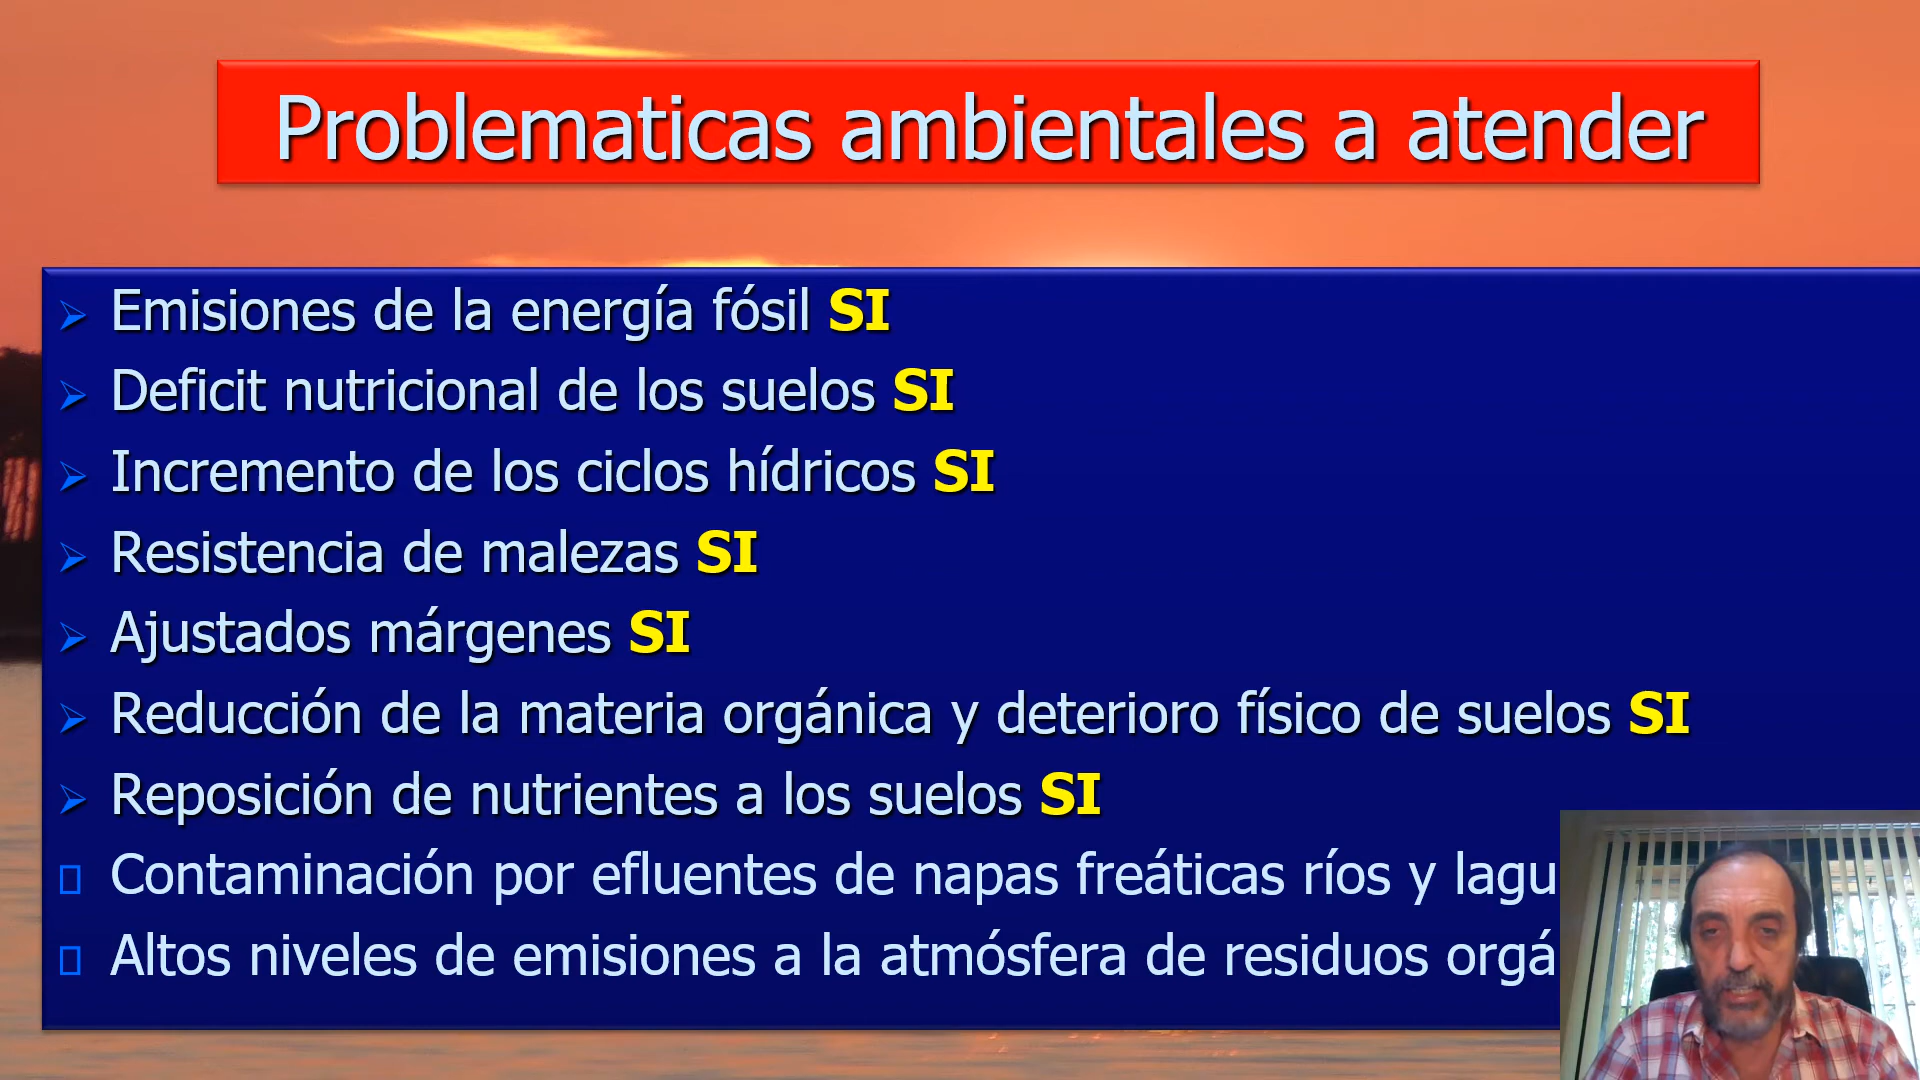 Problematicas ambientales a atender
Emisiones de la energía fósil SI
Deficit nutricional de los suelos SI
Incremento de los ciclos hídricos SI
Resistencia de malezas SI
Ajustados márgenes SI
Reducción de la materia orgánica y deterioro físico de suelos SI
Reposición de nutrientes a los suelos SI
Contaminación por efluentes de napas freáticas ríos y lagu
Altos niveles de emisiones a la atmósfera de residuos orgá